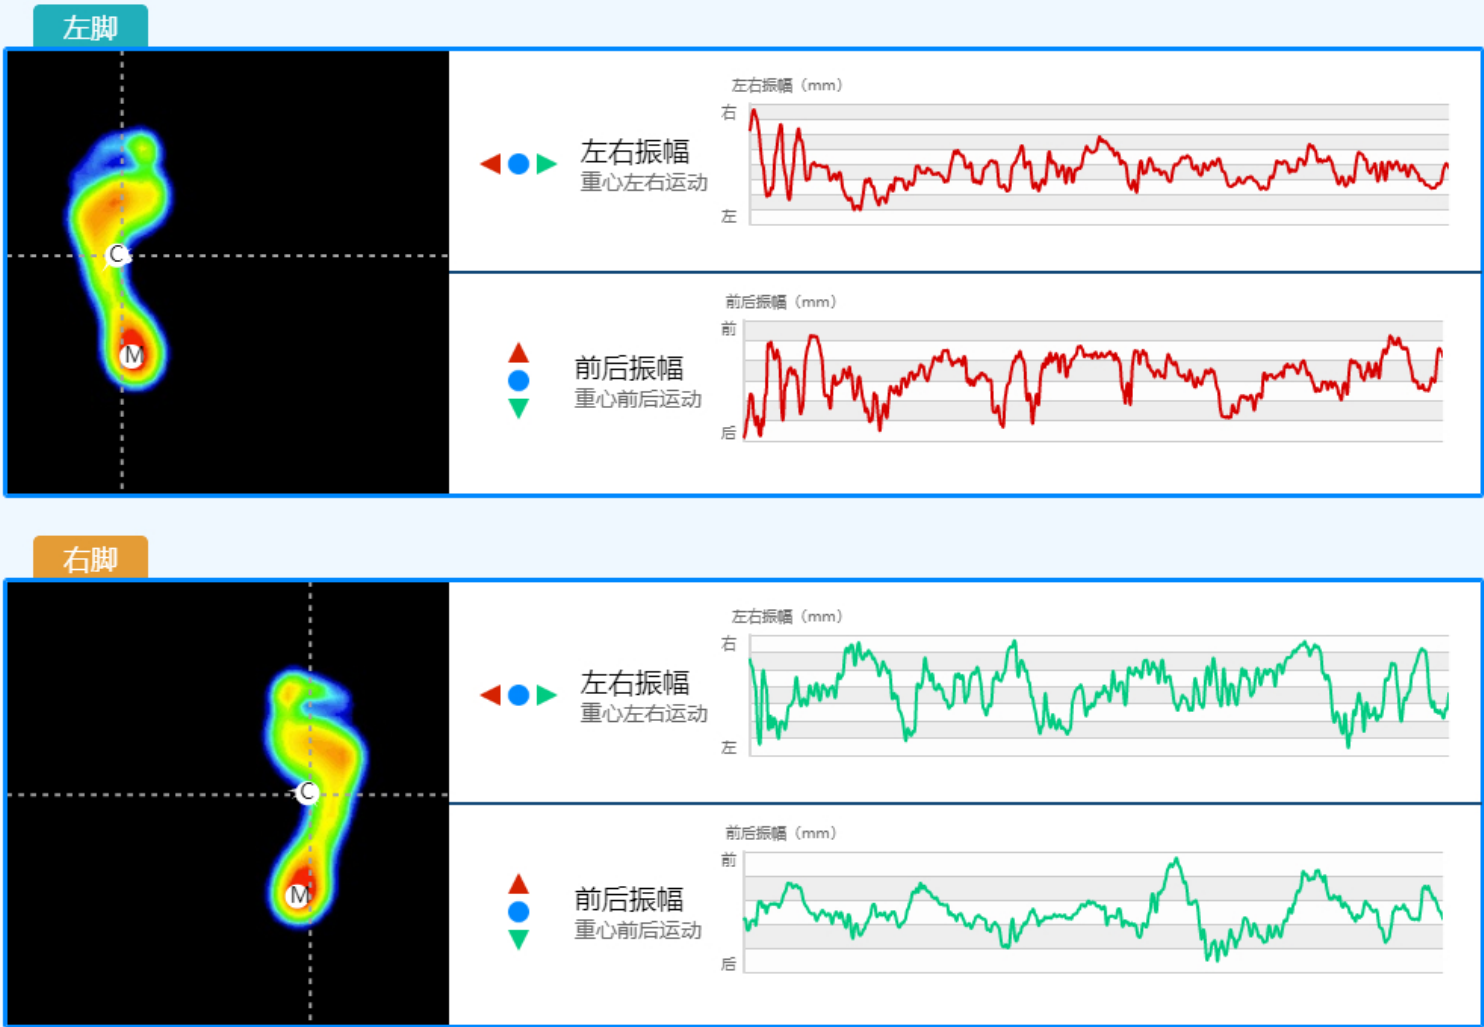 左脚
左右振幅（mm）
右
左右振幅
重心左右运动
左
C
M
前后振幅（mm）
前
前后振幅
重心前后运动
后
右脚
左右振幅（mm）
右
左右振幅
重心左右运动
左
C
M
前后振幅（mm）
前
前后振幅
重心前后运动
后